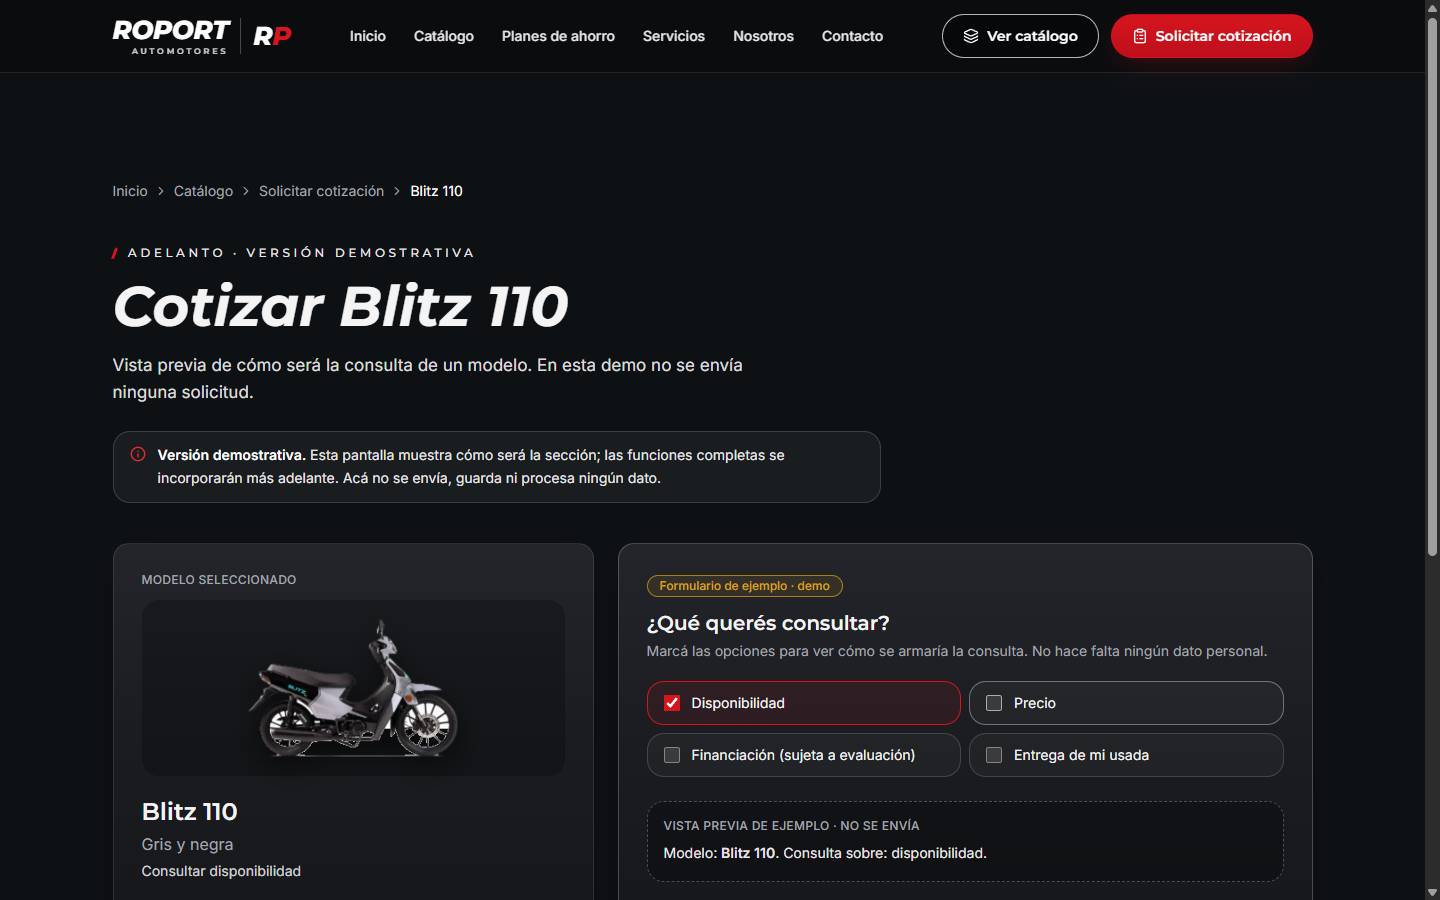 ROPORT
AUTOMOTORES
RP
Inicio
Catálogo
Planes de ahorro
Servicios
Nosotros
Contacto
Ver catálogo
Solicitar cotización
Inicio > Catálogo > Solicitar cotización > Blitz 110
ADELANTO · VERSIÓN DEMOSTRATIVA
Cotizar Blitz 110
Vista previa de cómo será la consulta de un modelo. En esta demo no se envía
ninguna solicitud.
Versión demostrativa. Esta pantalla muestra cómo será la sección; las funciones completas se
incorporarán más adelante. Acá no se envía, guarda ni procesa ningún dato.
MODELO SELECCIONADO
BLITZ
Blitz 110
Gris y negra
Consultar disponibilidad
Formulario de ejemplo · demo
¿Qué querés consultar?
Marcá las opciones para ver cómo se armaría la consulta. No hace falta ningún dato personal.
Disponibilidad
Precio
Financiación (sujeta a evaluación)
Entrega de mi usada
VISTA PREVIA DE EJEMPLO · NO SE ENVÍA
Modelo: Blitz 110. Consulta sobre: disponibilidad.